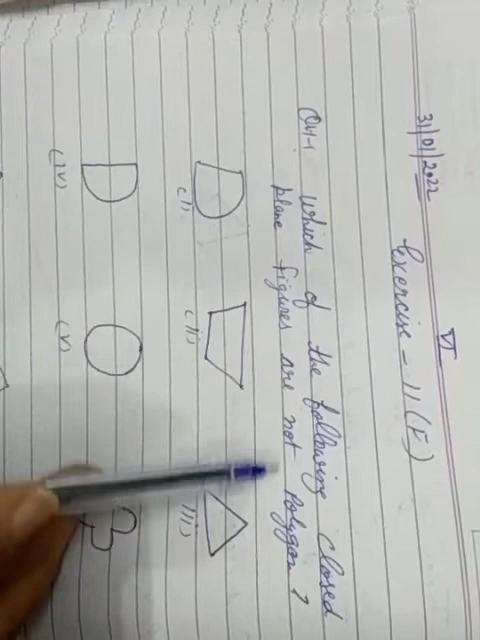 VI
31/01/2022
Exercise - 11(F)
Qu-1. Which of the following closed
plane figures are not polygon?
(i) (ii) (iii)
(iv) (v)